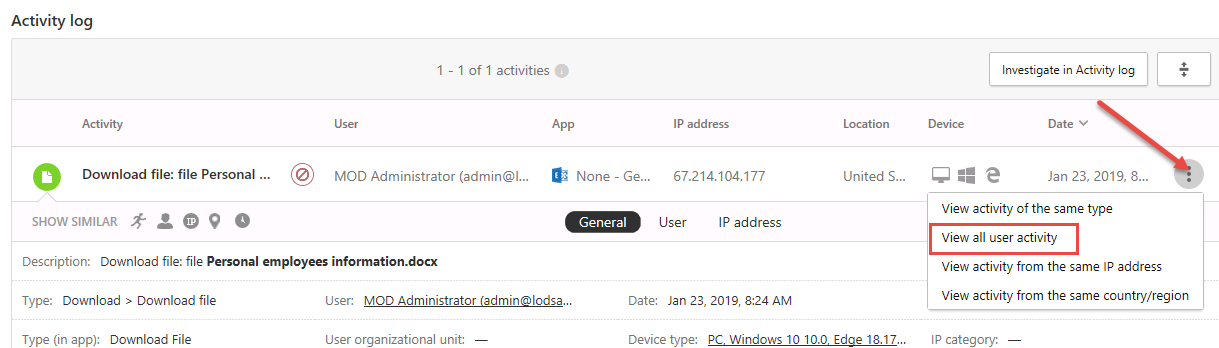 Activity log
1 - 1 of 1 activities
Investigate in Activity log
Activity User App IP address Location Device Date
Download file: file Personal ... MOD Administrator (admin@l... None - Ge... 67.214.104.177 United S... Jan 23, 2019, 8...
View activity of the same type
SHOW SIMILAR IP General User IP address
View all user activity
Description: Download file: file Personal employees information.docx
View activity from the same IP address
Type: Download > Download file User: MOD Administrator (admin@lodsa... Date: Jan 23, 2019, 8:24 AM
View activity from the same country/region
Type (in app): Download File User organizational unit: — Device type: PC, Windows 10 10.0, Edge 18.17... IP category: —